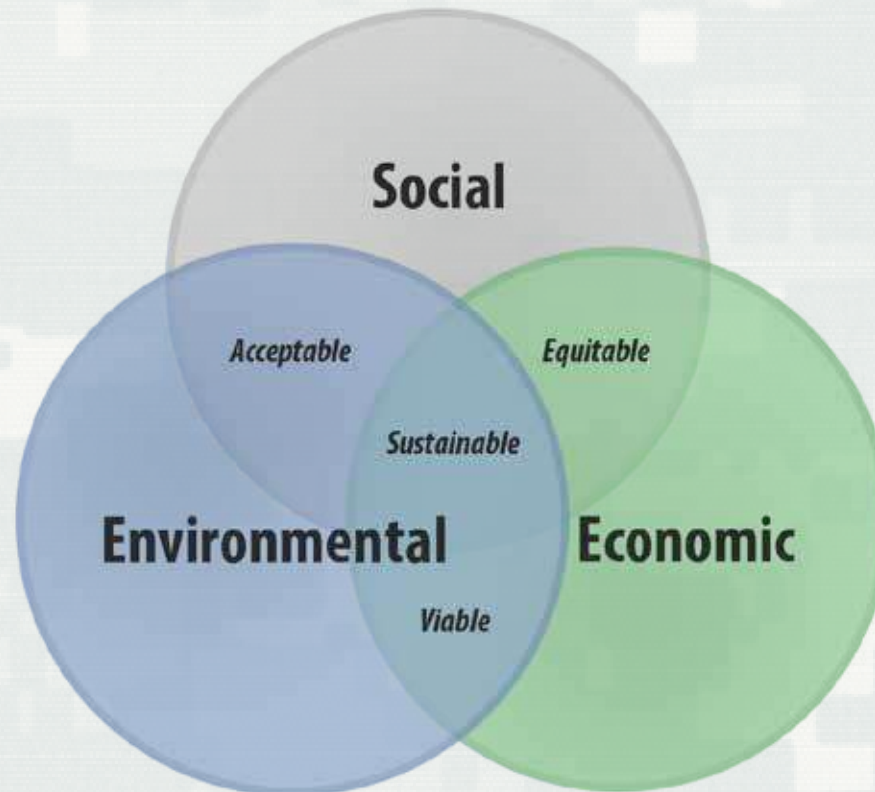 Social
Acceptable
Equitable
Sustainable
Environmental
Economic
Viable